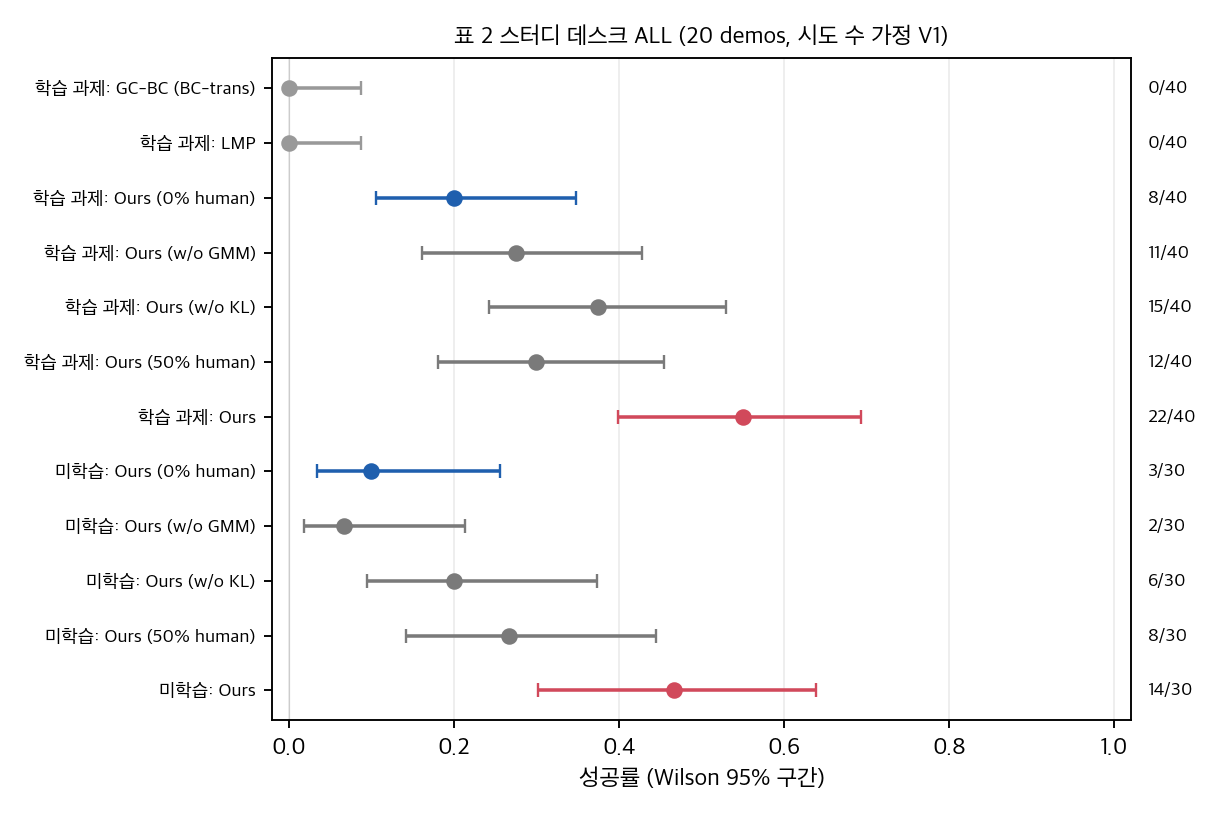 표 2 스터디 데스크 ALL (20 demos, 시도 수 가정 V1)
학습 과제: GC-BC (BC-trans) 0/40
학습 과제: LMP 0/40
학습 과제: Ours (0% human) 8/40
학습 과제: Ours (w/o GMM) 11/40
학습 과제: Ours (w/o KL) 15/40
학습 과제: Ours (50% human) 12/40
학습 과제: Ours 22/40
미학습: Ours (0% human) 3/30
미학습: Ours (w/o GMM) 2/30
미학습: Ours (w/o KL) 6/30
미학습: Ours (50% human) 8/30
미학습: Ours 14/30
0.0 0.2 0.4 0.6 0.8 1.0
성공률 (Wilson 95% 구간)